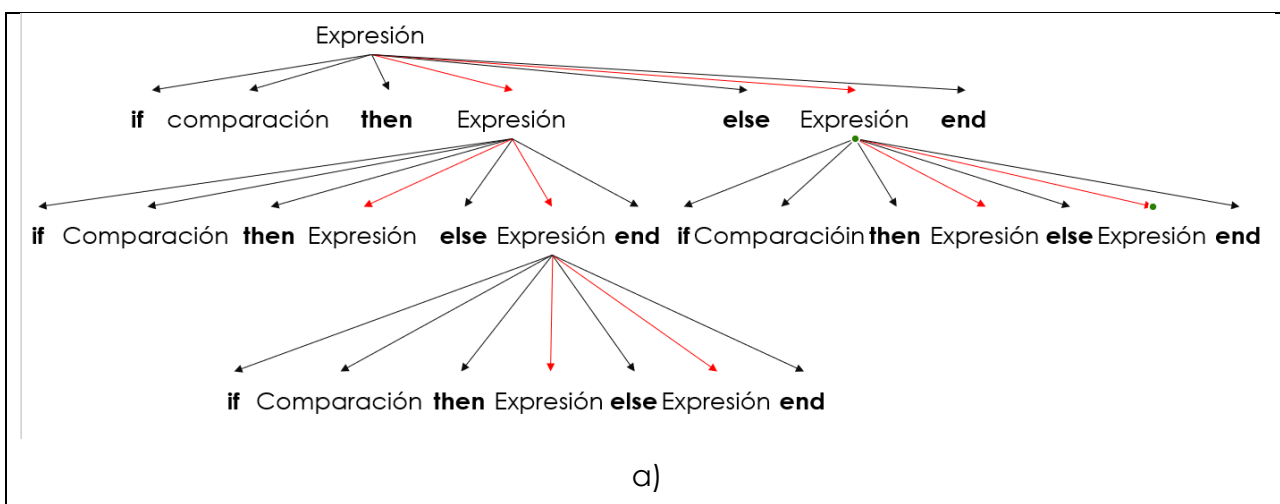 Expresión
if comparación then Expresión else Expresión end
if Comparación then Expresión else Expresión end if Comparacióin then Expresión else Expresión end
if Comparación then Expresión else Expresión end
a)